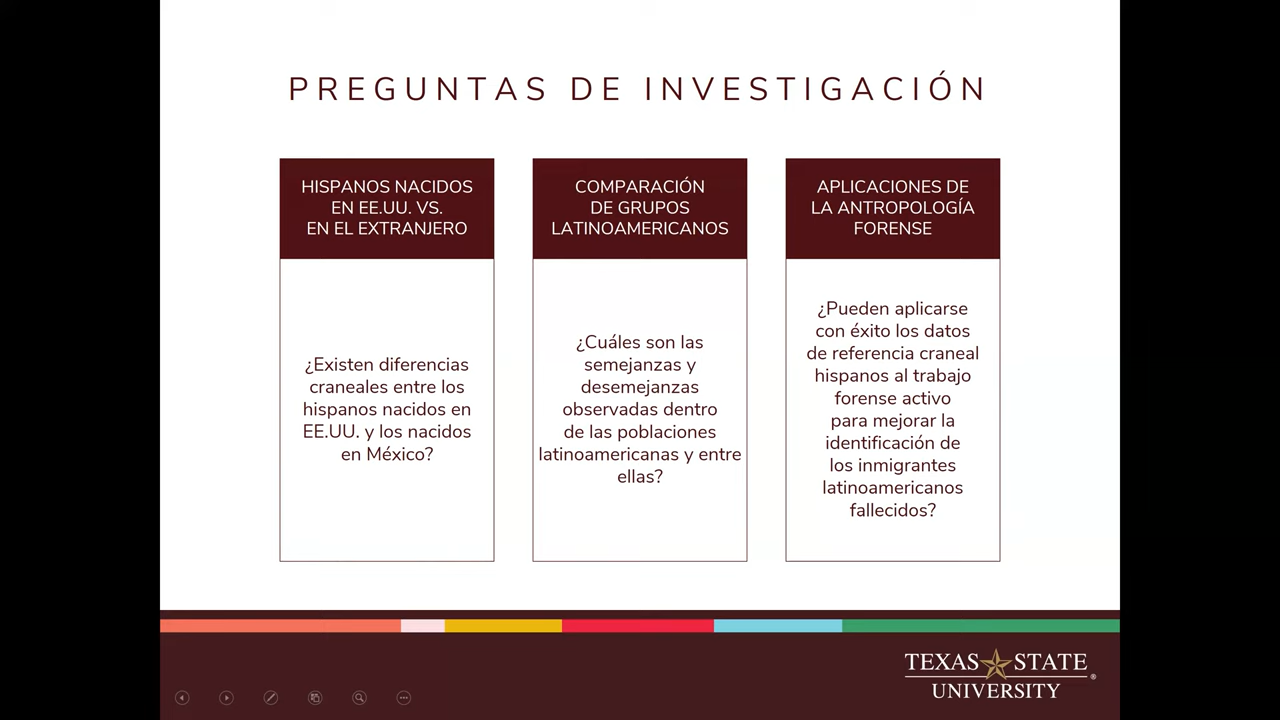 PREGUNTAS DE INVESTIGACIÓN
HISPANOS NACIDOS
EN EE.UU. VS.
EN EL EXTRANJERO
¿Existen diferencias
craneales entre los
hispanos nacidos en
EE.UU. y los nacidos
en México?
COMPARACIÓN
DE GRUPOS
LATINOAMERICANOS
¿Cuáles son las
semejanzas y
desemejanzas
observadas dentro
de las poblaciones
latinoamericanas y entre
ellas?
APLICACIONES DE
LA ANTROPOLOGÍA
FORENSE
¿Pueden aplicarse
con éxito los datos
de referencia craneal
hispanos al trabajo
forense activo
para mejorar la
identificación de
los inmigrantes
latinoamericanos
fallecidos?
TEXAS STATE
UNIVERSITY®